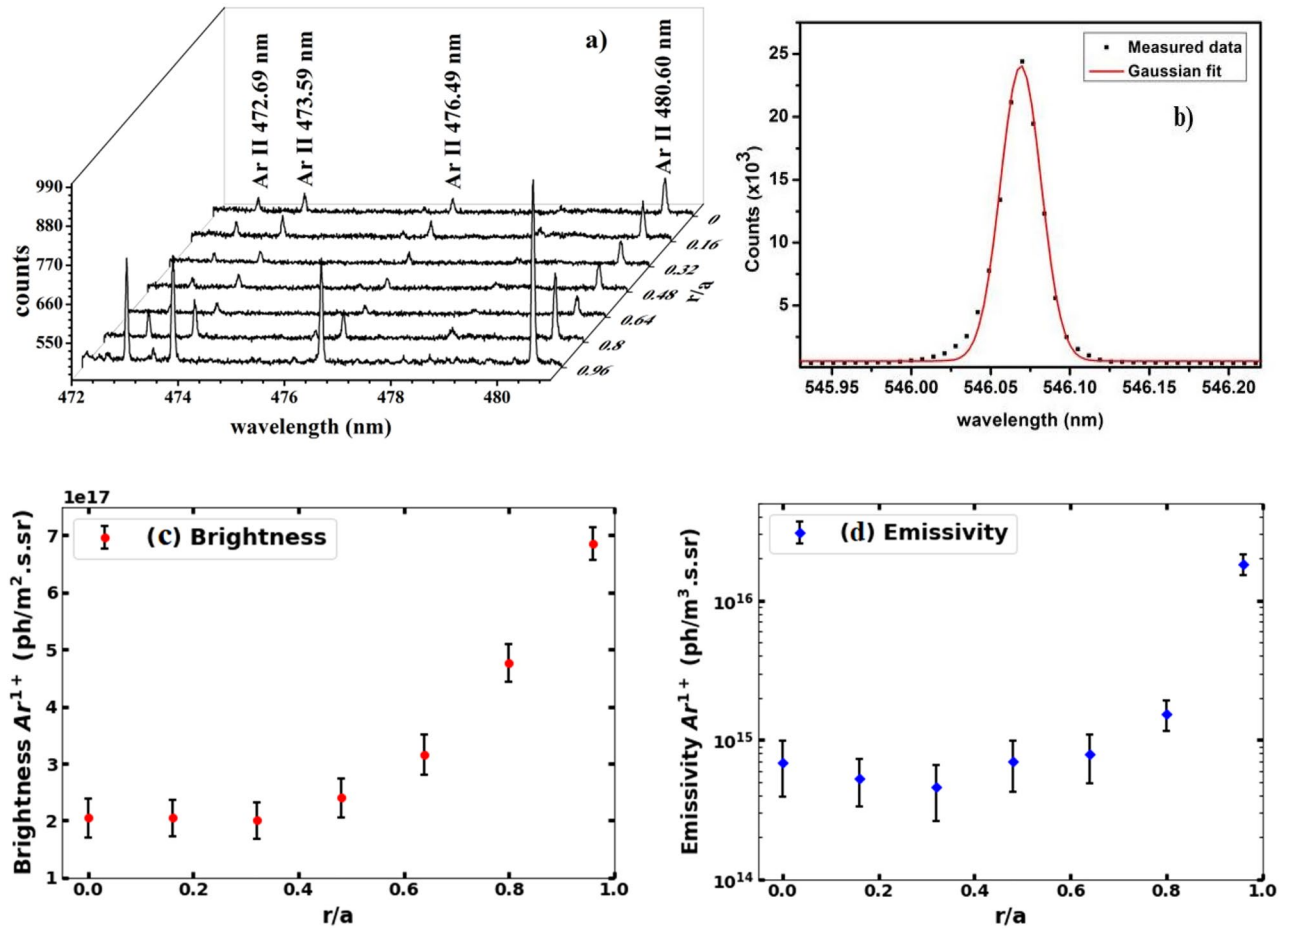 a)
Ar II 472.69 nm
Ar II 473.59 nm
Ar II 476.49 nm
Ar II 480.60 nm
990
880
770
660
550
counts
472
474
476
478
480
wavelength (nm)
0
0.16
0.32
0.48
0.64
0.8
0.96
r/a
b)
Measured data
Gaussian fit
25
20
15
10
5
Counts (x10³)
545.95
546.00
546.05
546.10
546.15
546.20
wavelength (nm)
1e17
(c) Brightness
7
6
5
4
3
2
1
Brightness Ar¹⁺ (ph/m².s.sr)
0.0
0.2
0.4
0.6
0.8
1.0
r/a
(d) Emissivity
10¹⁶
10¹⁵
10¹⁴
Emissivity Ar¹⁺ (ph/m³.s.sr)
0.0
0.2
0.4
0.6
0.8
1.0
r/a